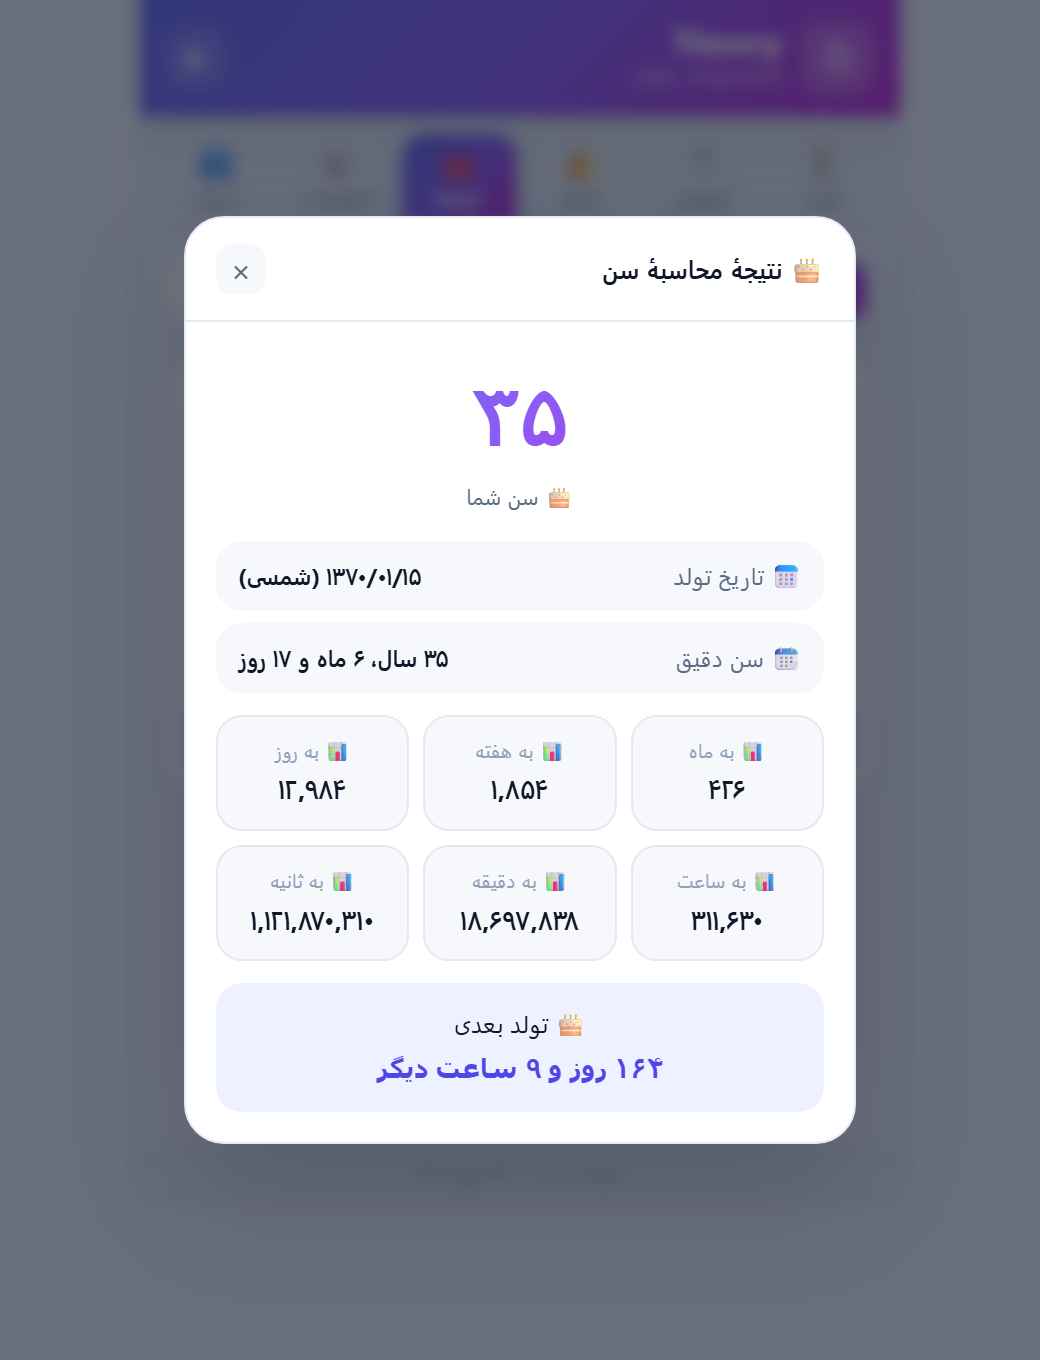 نتیجهٔ محاسبهٔ سن
۳۵
سن شما
تاریخ تولد
۱۳۷۰/۰۱/۱۵ (شمسی)
سن دقیق
۳۵ سال، ۶ ماه و ۱۷ روز
به ماه
۴۲۶
به هفته
۱,۸۵۴
به روز
۱۲,۹۸۴
به ساعت
۳۱۱,۶۳۰
به دقیقه
۱۸,۶۹۷,۸۳۸
به ثانیه
۱,۱۲۱,۸۷۰,۳۱۰
تولد بعدی
۱۶۴ روز و ۹ ساعت دیگر